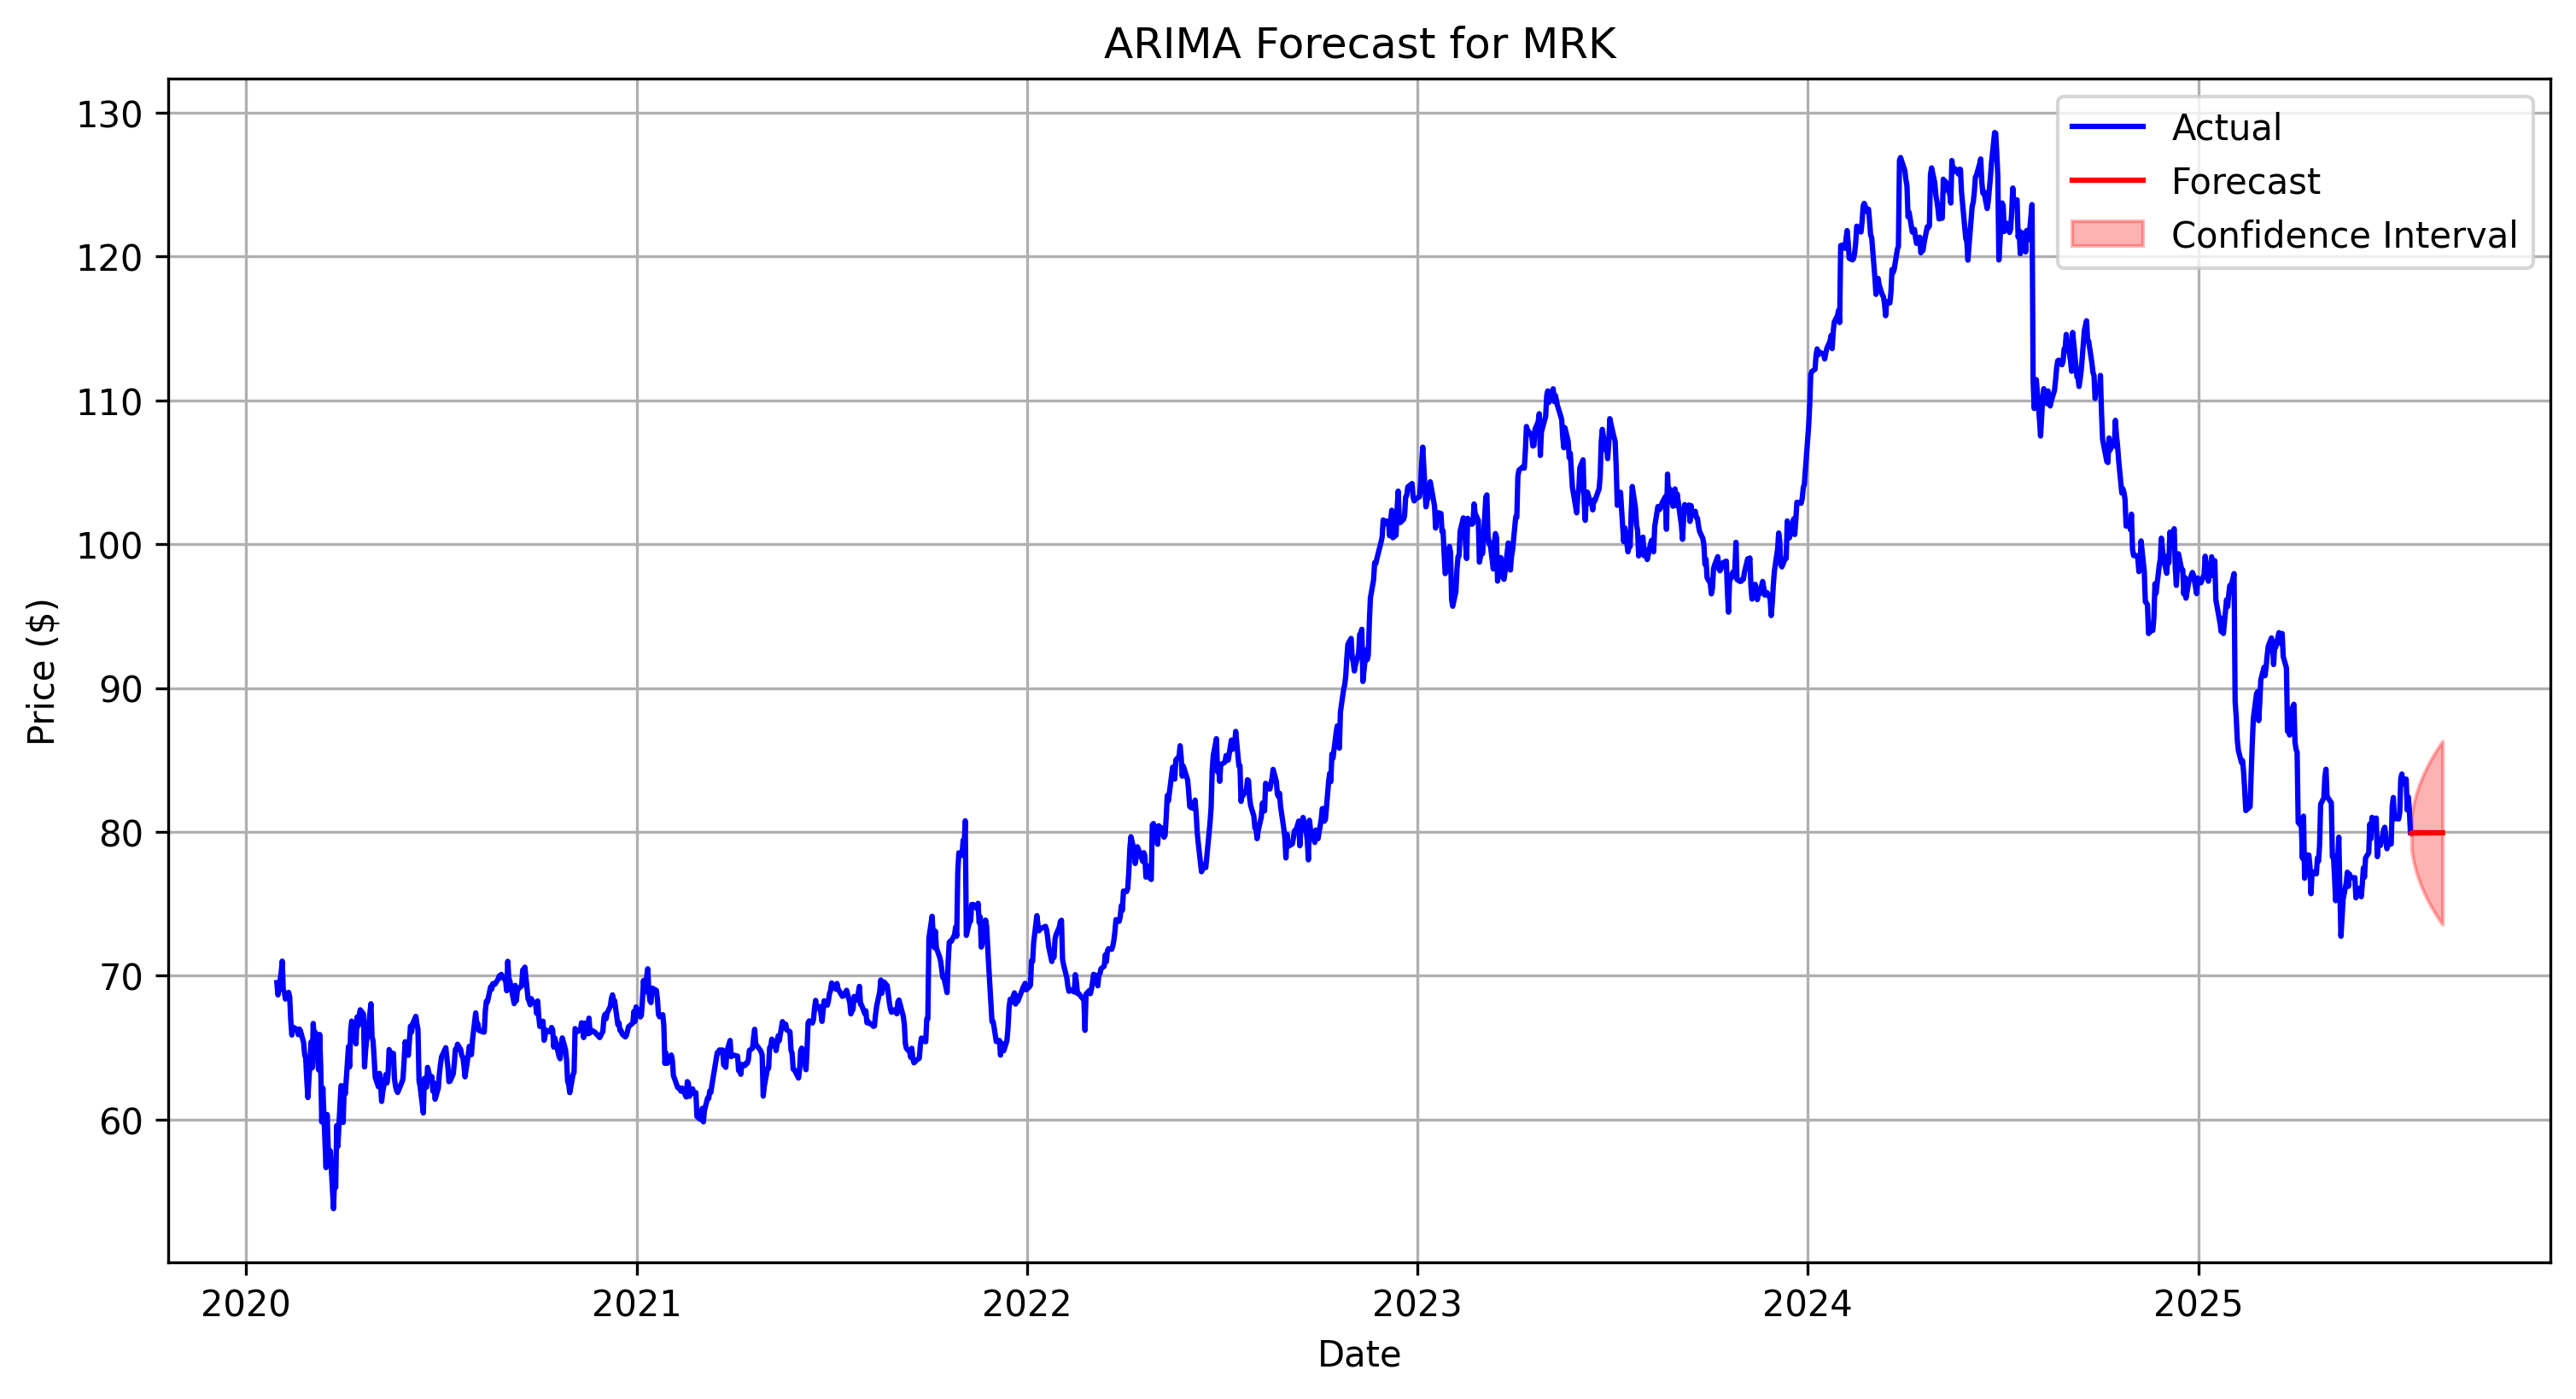 ARIMA Forecast for MRK
130
120
110
100
90
80
70
60
Price ($)
Actual
Forecast
Confidence Interval
2020 2021 2022 2023 2024 2025
Date